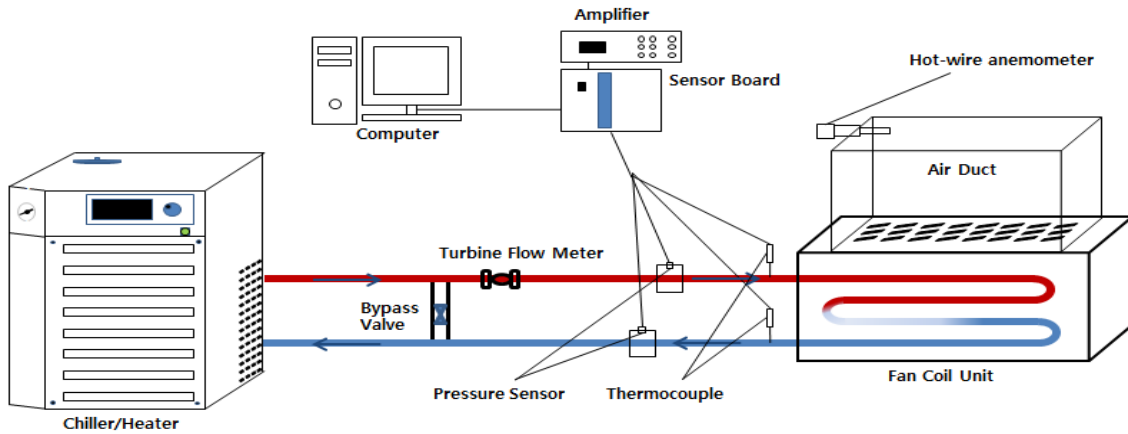 Amplifier
Hot-wire anemometer
Sensor Board
Computer
Air Duct
Turbine Flow Meter
Bypass
Valve
Pressure Sensor
Thermocouple
Fan Coil Unit
Chiller/Heater